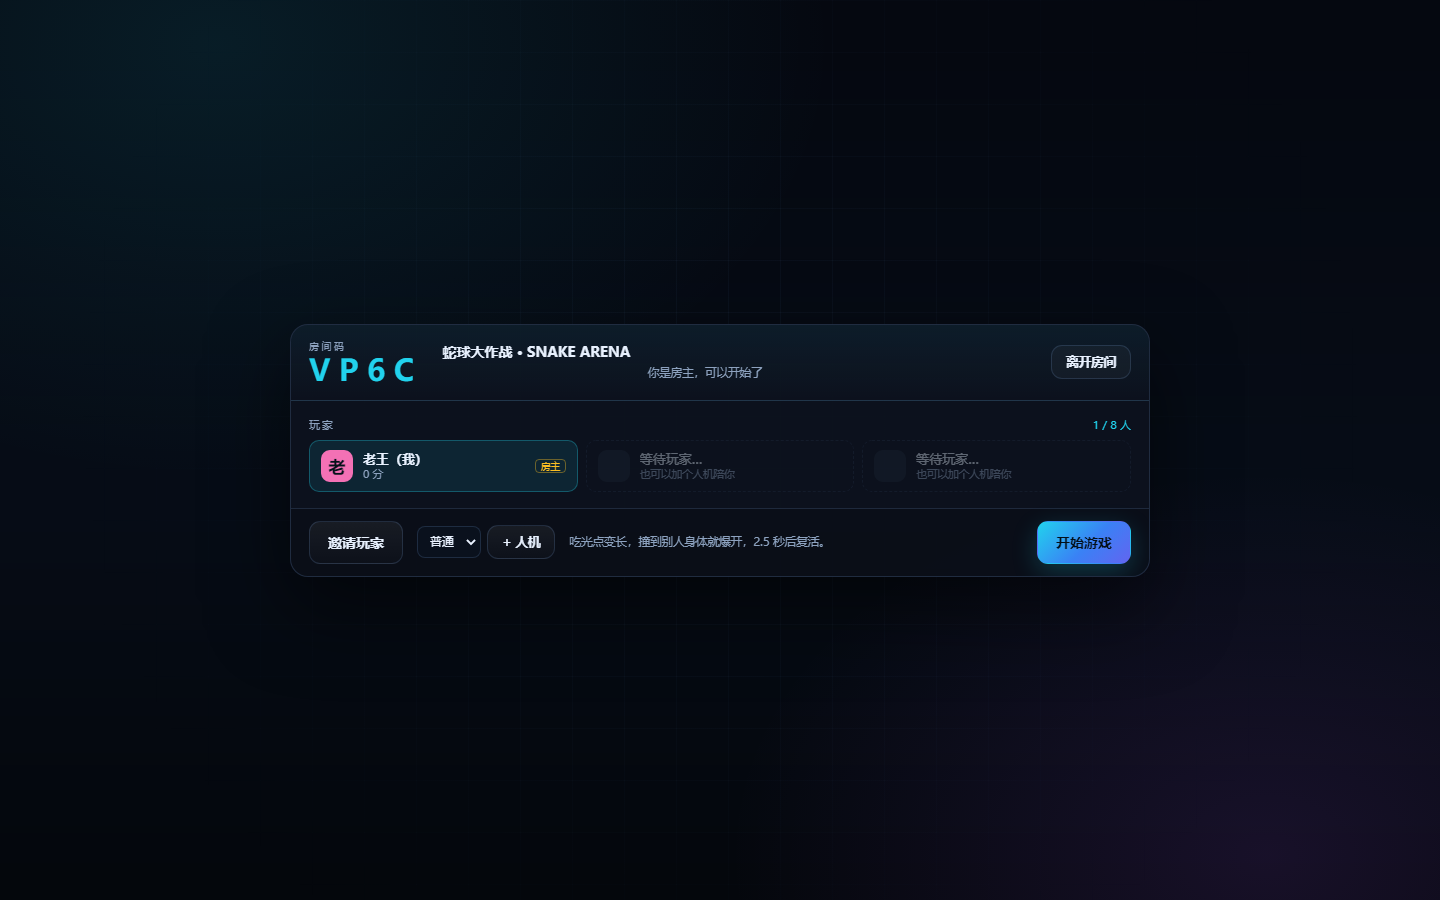 房间码
VP6C
蛇球大作战 • SNAKE ARENA
你是房主，可以开始了
离开房间
玩家
1 / 8 人
老
老王（我）
0 分
房主
等待玩家...
也可以加个人机陪你
等待玩家...
也可以加个人机陪你
邀请玩家
普通
+ 人机
吃光点变长，撞到别人身体就爆开，2.5 秒后复活。
开始游戏